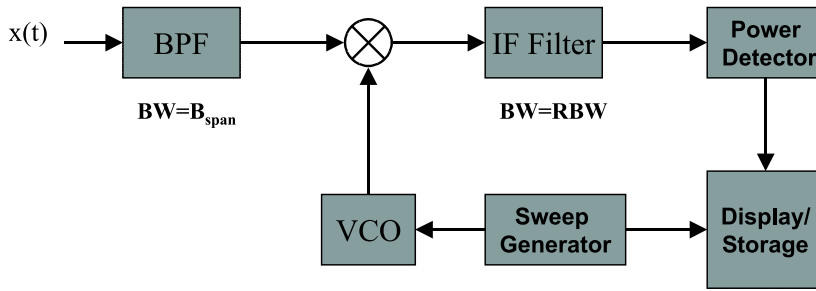 x(t)
BPF
IF Filter
Power
Detector
BW=Bspan
BW=RBW
VCO
Sweep
Generator
Display/
Storage